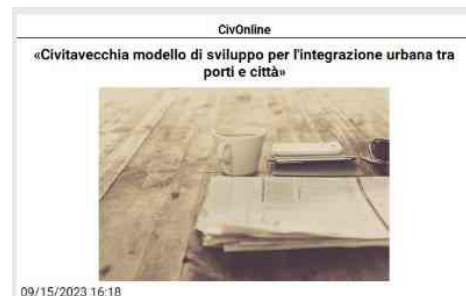 CivOnline
«Civitavecchia modello di sviluppo per l'integrazione urbana tra
porti e città»
09/15/2023 16:18